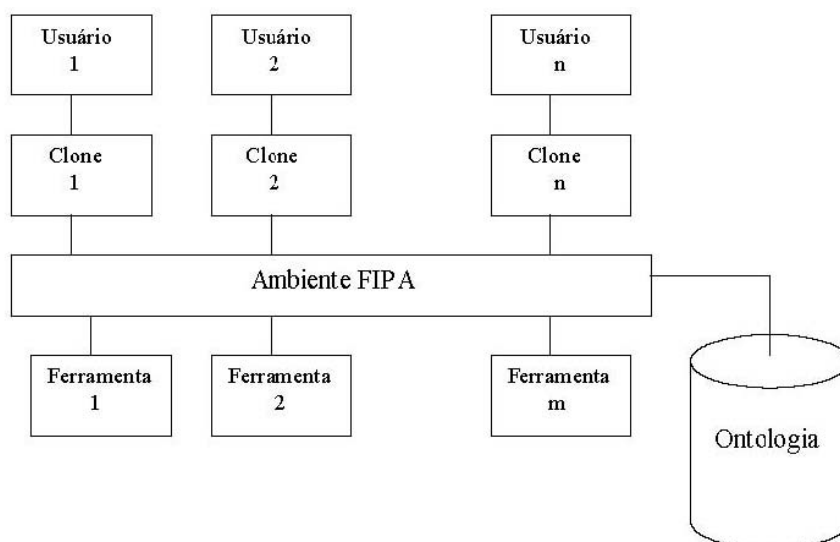 Usuário
1
Usuário
2
Usuário
n
Clone
1
Clone
2
Clone
n
Ambiente FIPA
Ferramenta
1
Ferramenta
2
Ferramenta
m
Ontologia